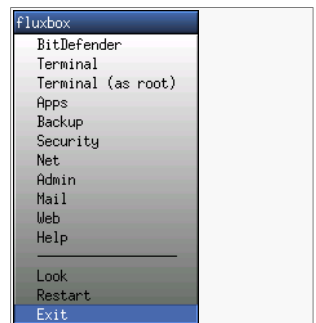 fluxbox
BitDefender
Terminal
Terminal (as root)
Apps
Backup
Security
Net
Admin
Mail
Web
Help
Look
Restart
Exit